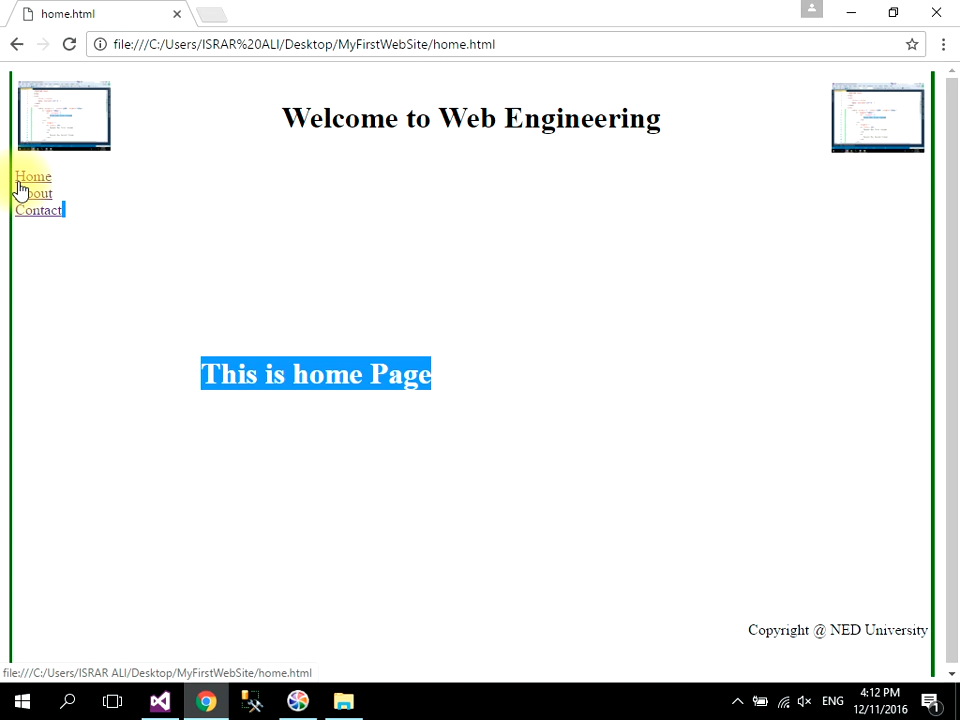 home.html
file:///C:/Users/ISRAR%20ALI/Desktop/MyFirstWebSite/home.html
Welcome to Web Engineering
Home
About
Contact
This is home Page
Copyright @ NED University
file:///C:/Users/ISRAR ALI/Desktop/MyFirstWebSite/home.html
ENG
4:12 PM
12/11/2016
1